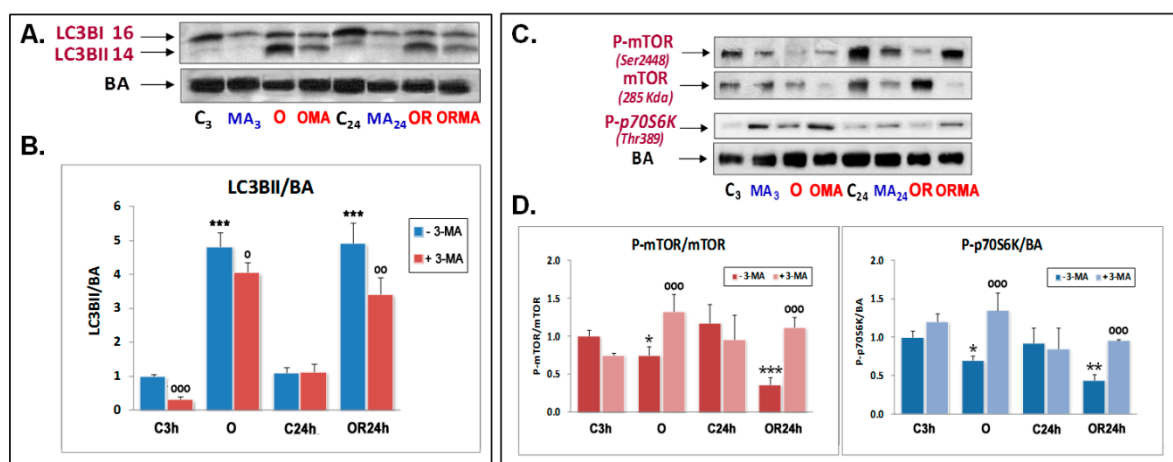 A.
LC3BI 16
LC3BII 14
BA
C3 MA3 O OMA C24 MA24 OR ORMA
B.
LC3BII/BA
LC3BII/BA
6
5
4
3
2
1
0
*** ***
o oo
ooo
- 3-MA
+ 3-MA
C3h O C24h. OR24h
C.
P-mTOR
(Ser2448)
mTOR
(285 Kda)
P-p70S6K
(Thr389)
BA
C3 MA3 O OMA C24 MA24 OR ORMA
D.
P-mTOR/mTOR
P-mTOR/mTOR
2.0
1.5
1.0
0.5
0.0
-3-MA +3-MA
ooo ooo
* ***
C3h O C24h OR24h
P-p70S6K/BA
P-p70S6K/BA
2.0
1.5
1.0
0.5
0.0
-3-MA +3-MA
ooo ooo
* **
C3h O C24h OR24h